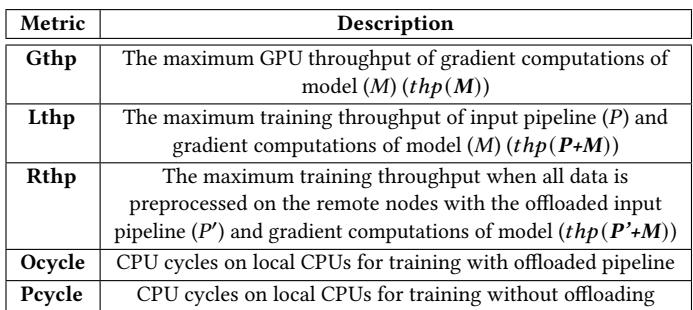 Metric Description
Gthp The maximum GPU throughput of gradient computations of
model (M) (thp(M))
Lthp The maximum training throughput of input pipeline (P) and
gradient computations of model (M) (thp(P+M))
Rthp The maximum training throughput when all data is
preprocessed on the remote nodes with the offloaded input
pipeline (P′) and gradient computations of model (thp(P'+M))
Ocycle CPU cycles on local CPUs for training with offloaded pipeline
Pcycle CPU cycles on local CPUs for training without offloading